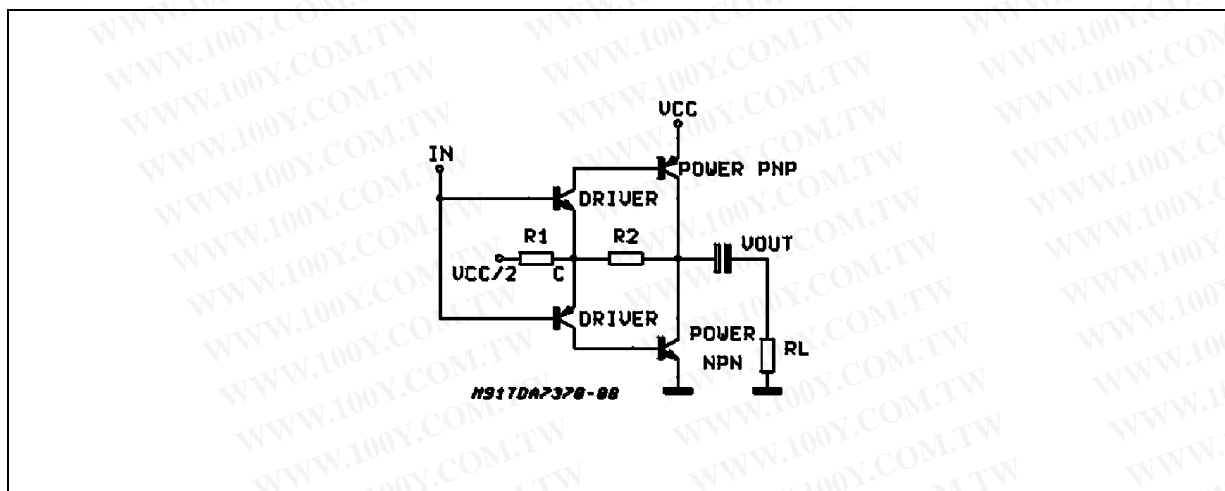 VCC
IN
POWER PNP
DRIVER
R1
R2
VOUT
VCC/2
C
DRIVER
POWER
NPN
RL
M91TDA7370-08
WWW.100Y.COM.TW